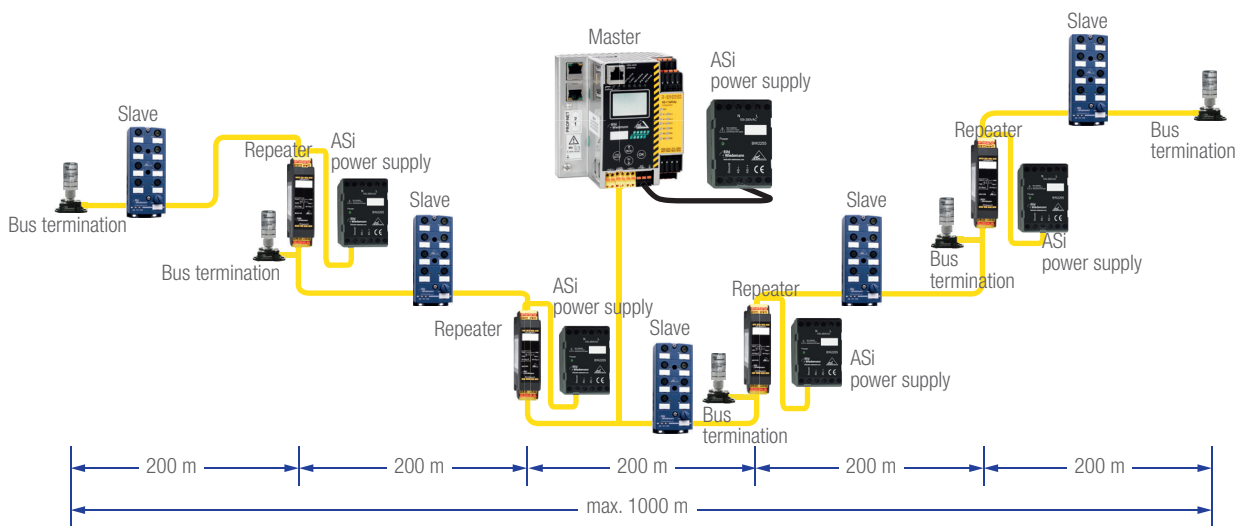 Slave
Master
ASi
power supply
Slave
Repeater
ASi
power supply
Repeater
Bus
termination
Slave
Slave
Bus termination
Bus termination
ASi
power supply
Bus
termination
ASi
power supply
Repeater
Slave
Repeater
ASi
power supply
Bus
termination
200 m
200 m
200 m
200 m
200 m
max. 1000 m